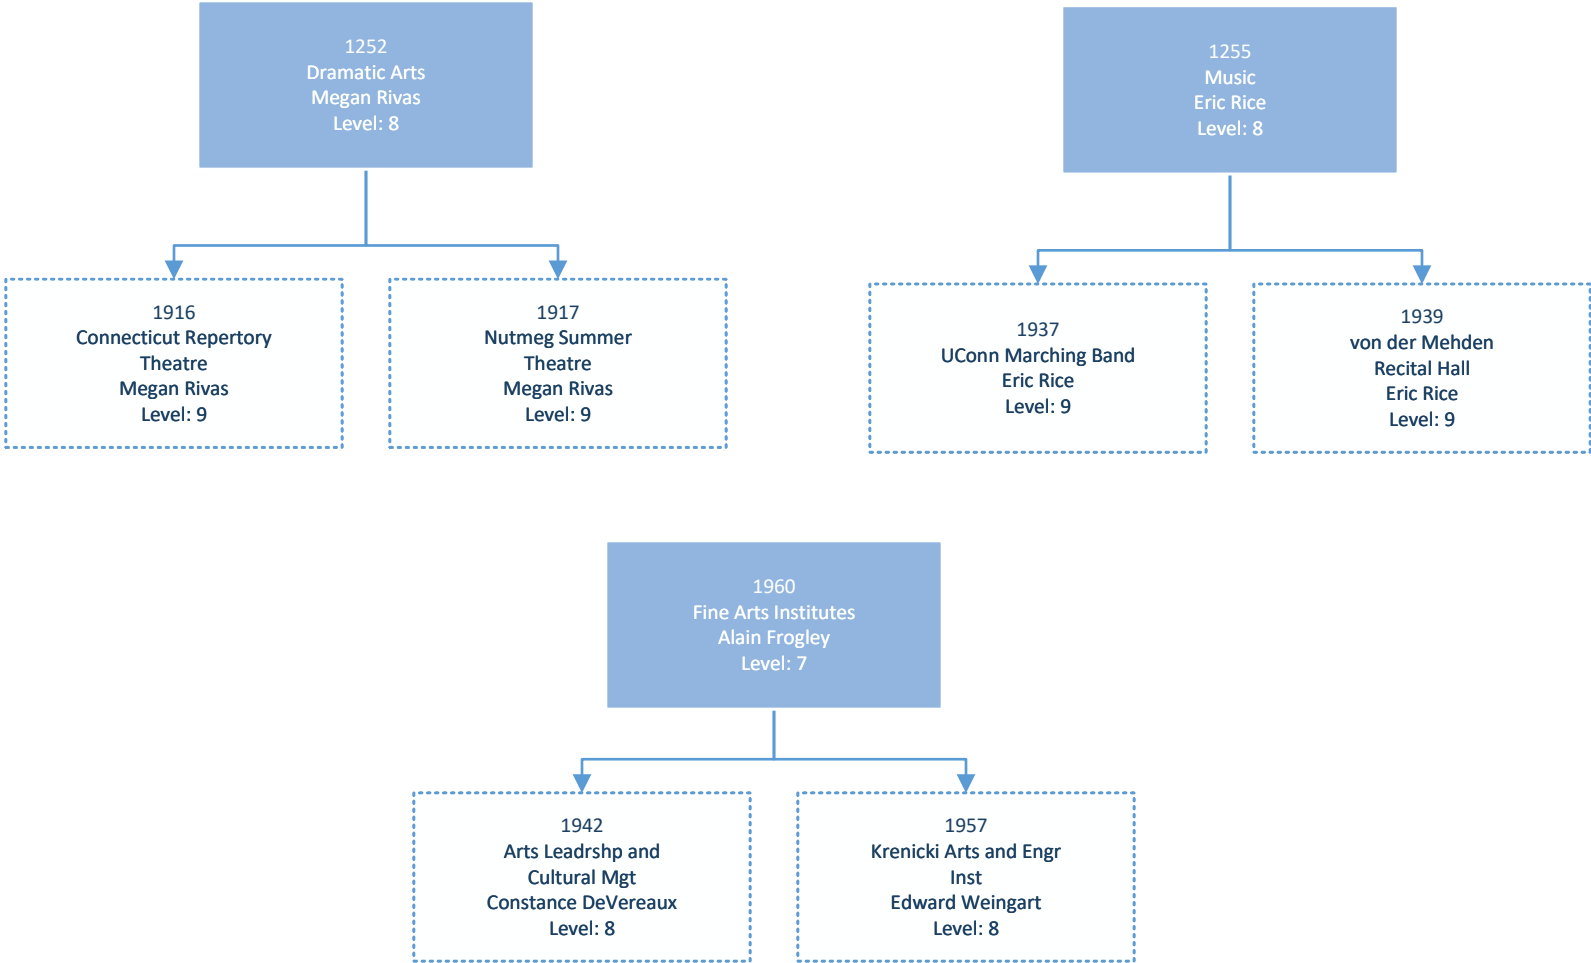 1252
Dramatic Arts
Megan Rivas
Level: 8
1255
Music
Eric Rice
Level: 8
1916
Connecticut Repertory
Theatre
Megan Rivas
Level: 9
1917
Nutmeg Summer
Theatre
Megan Rivas
Level: 9
1937
UConn Marching Band
Eric Rice
Level: 9
1939
von der Mehden
Recital Hall
Eric Rice
Level: 9
1960
Fine Arts Institutes
Alain Frogley
Level: 7
1942
Arts Leadrshp and
Cultural Mgt
Constance DeVereaux
Level: 8
1957
Krenicki Arts and Engr
Inst
Edward Weingart
Level: 8